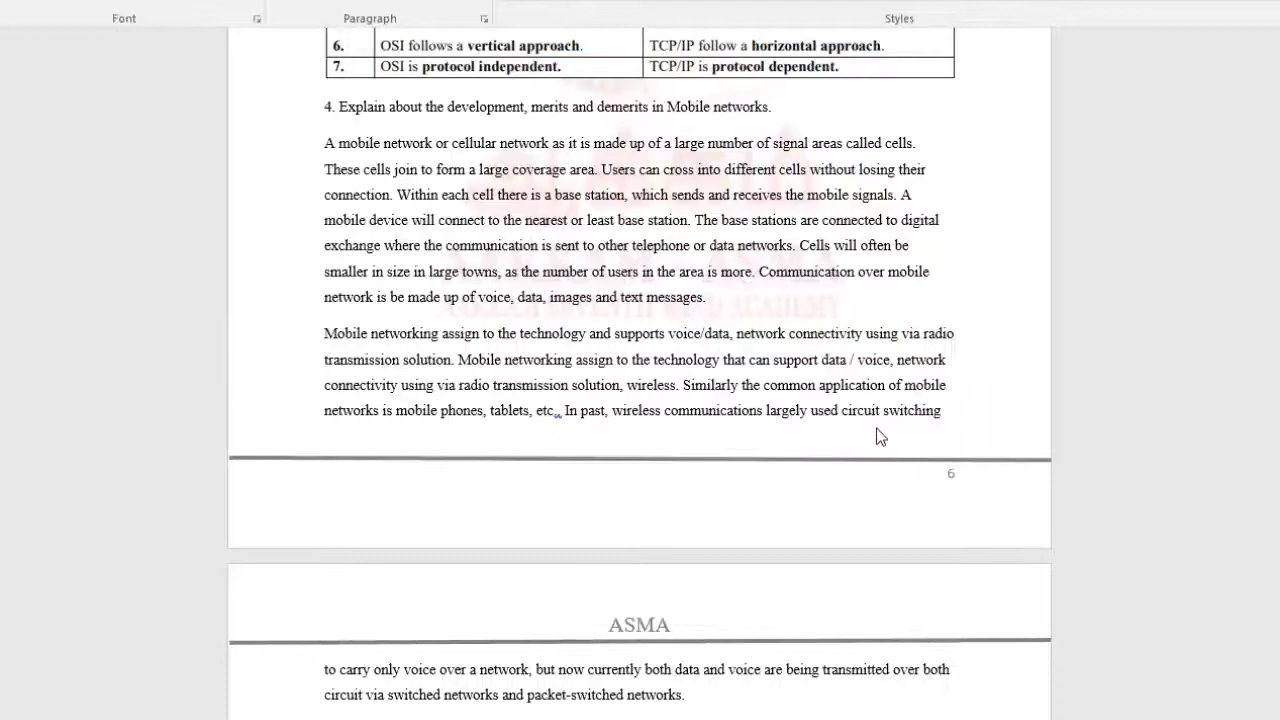 Font Paragraph Styles
6. OSI follows a vertical approach. TCP/IP follow a horizontal approach.
7. OSI is protocol independent. TCP/IP is protocol dependent.
4. Explain about the development, merits and demerits in Mobile networks.
A mobile network or cellular network as it is made up of a large number of signal areas called cells.
These cells join to form a large coverage area. Users can cross into different cells without losing their
connection. Within each cell there is a base station, which sends and receives the mobile signals. A
mobile device will connect to the nearest or least base station. The base stations are connected to digital
exchange where the communication is sent to other telephone or data networks. Cells will often be
smaller in size in large towns, as the number of users in the area is more. Communication over mobile
network is be made up of voice, data, images and text messages.
Mobile networking assign to the technology and supports voice/data, network connectivity using via radio
transmission solution. Mobile networking assign to the technology that can support data / voice, network
connectivity using via radio transmission solution, wireless. Similarly the common application of mobile
networks is mobile phones, tablets, etc.,. In past, wireless communications largely used circuit switching
6
ASMA
to carry only voice over a network, but now currently both data and voice are being transmitted over both
circuit via switched networks and packet-switched networks.